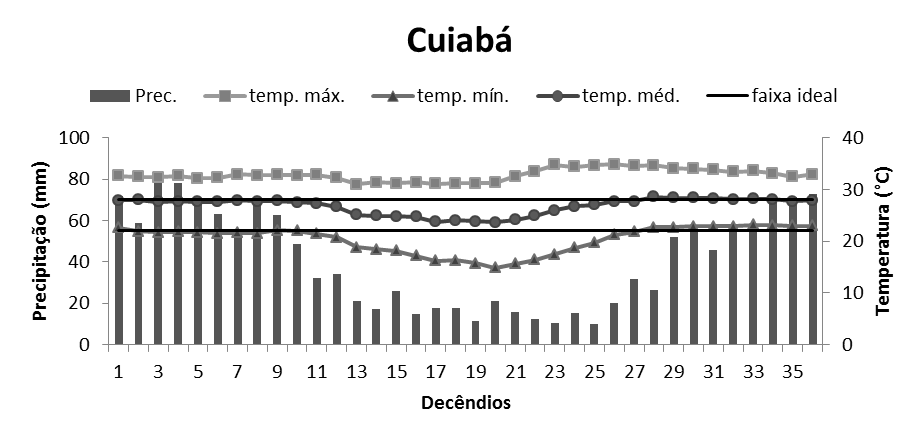 Cuiabá
Prec. temp. máx. temp. mín. temp. méd. faixa ideal
Precipitação (mm)
100
80
60
40
20
0
40
30
20
10
0
Temperatura (°C)
1 3 5 7 9 11 13 15 17 19 21 23 25 27 29 31 33 35
Decêndios